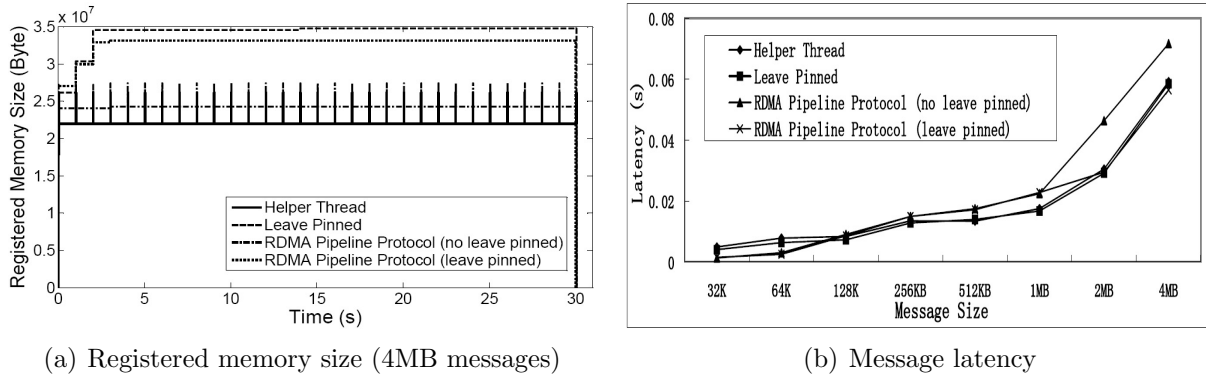 x 10^7
3.5
3
2.5
2
1.5
1
0.5
0
Registered Memory Size (Byte)
Helper Thread
Leave Pinned
RDMA Pipeline Protocol (no leave pinned)
RDMA Pipeline Protocol (leave pinned)
0 5 10 15 20 25 30
Time (s)
(a) Registered memory size (4MB messages)
0.08
0.06
0.04
0.02
0
Latency (s)
Helper Thread
Leave Pinned
RDMA Pipeline Protocol (no leave pinned)
RDMA Pipeline Protocol (leave pinned)
32K 64K 128K 256KB 512KB 1MB 2MB 4MB
Message Size
(b) Message latency